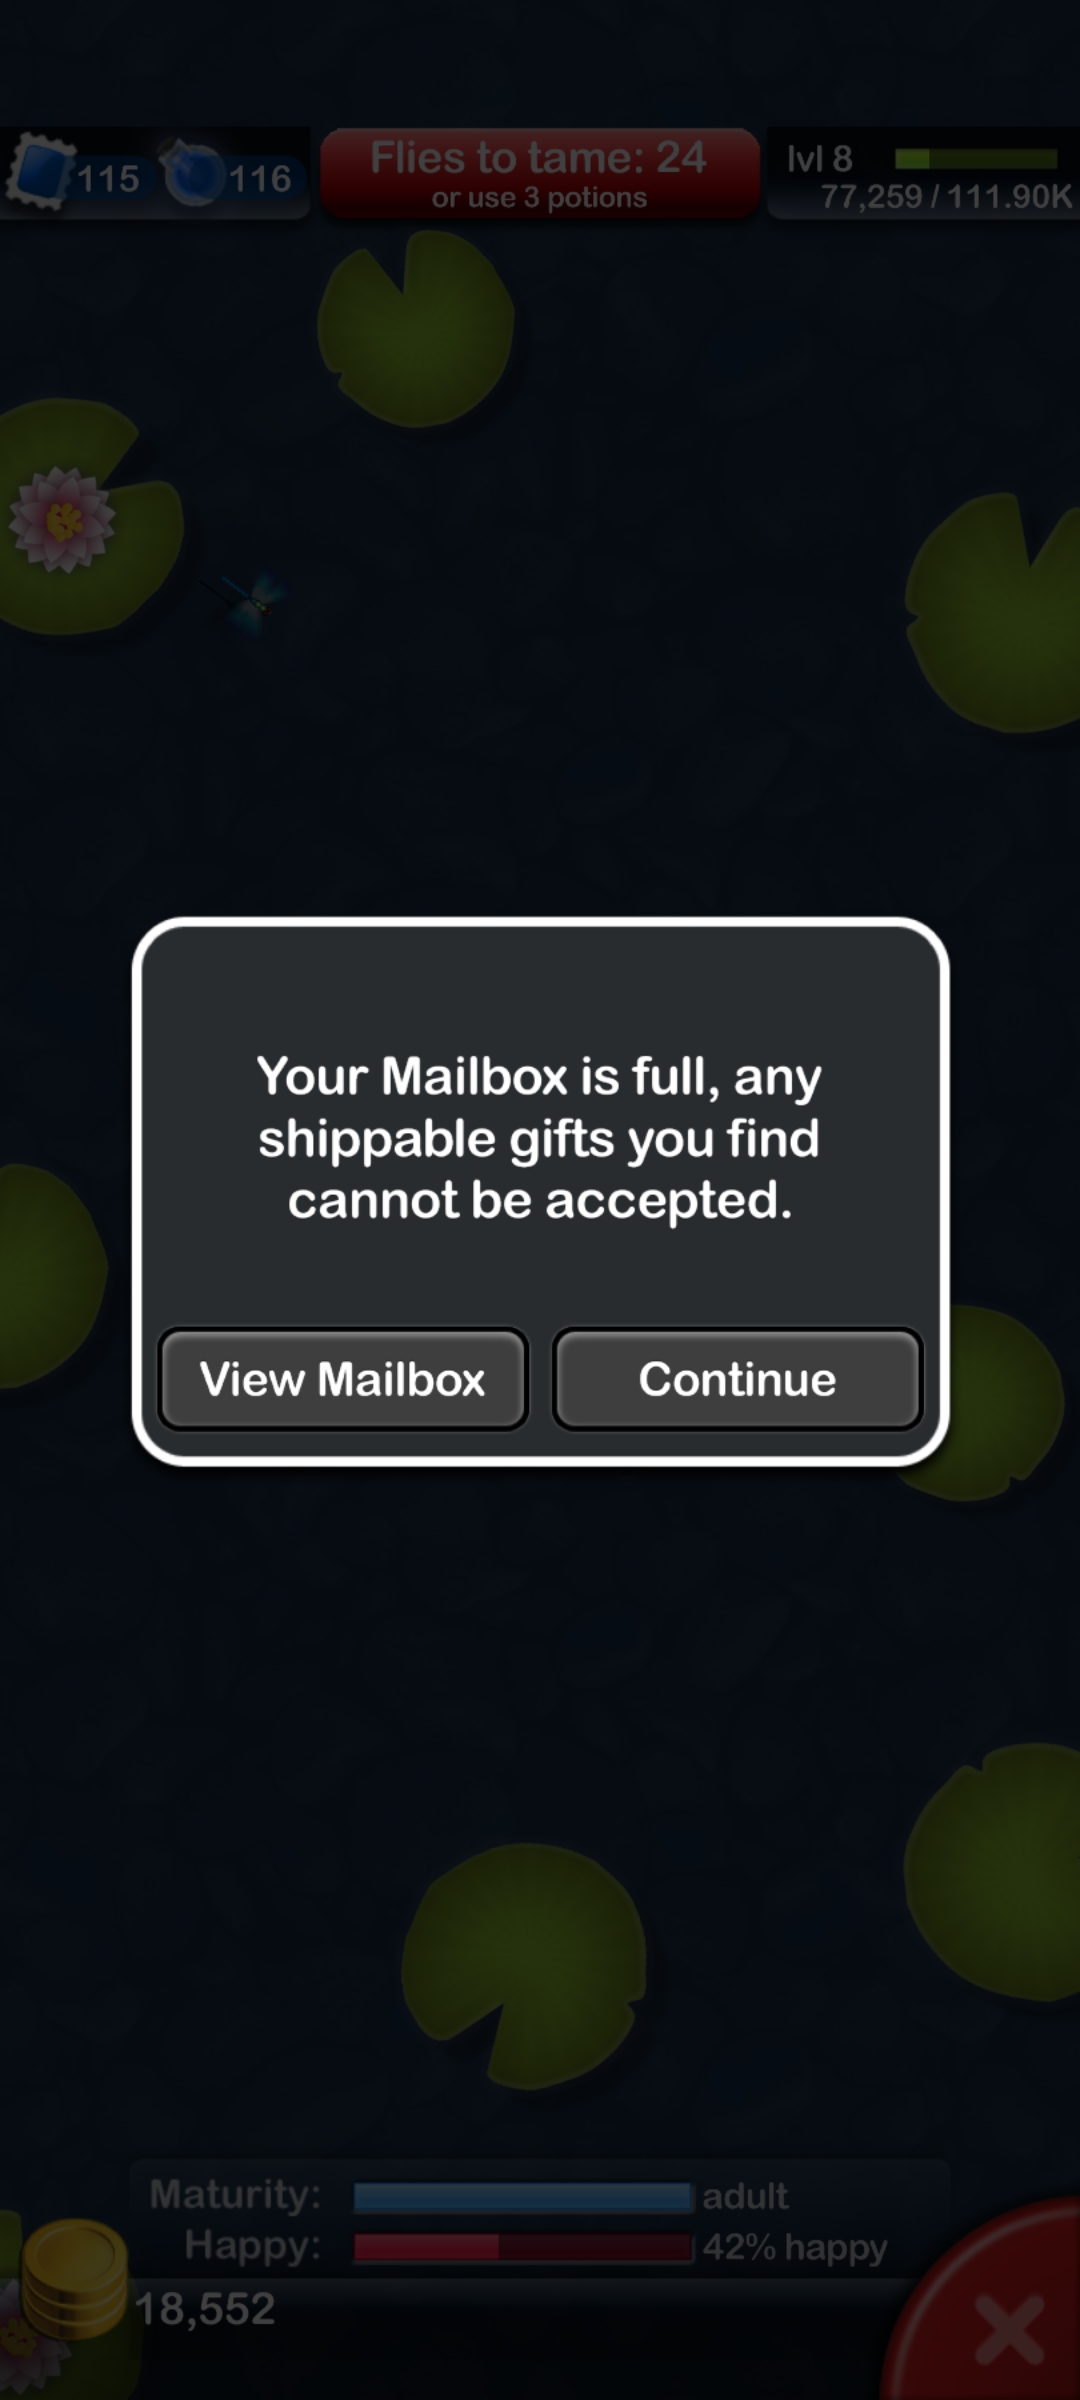 115
116
Flies to tame: 24
or use 3 potions
lvl 8
77,259 / 111.90K
Your Mailbox is full, any
shippable gifts you find
cannot be accepted.
View Mailbox
Continue
Maturity: adult
Happy: 42% happy
18,552